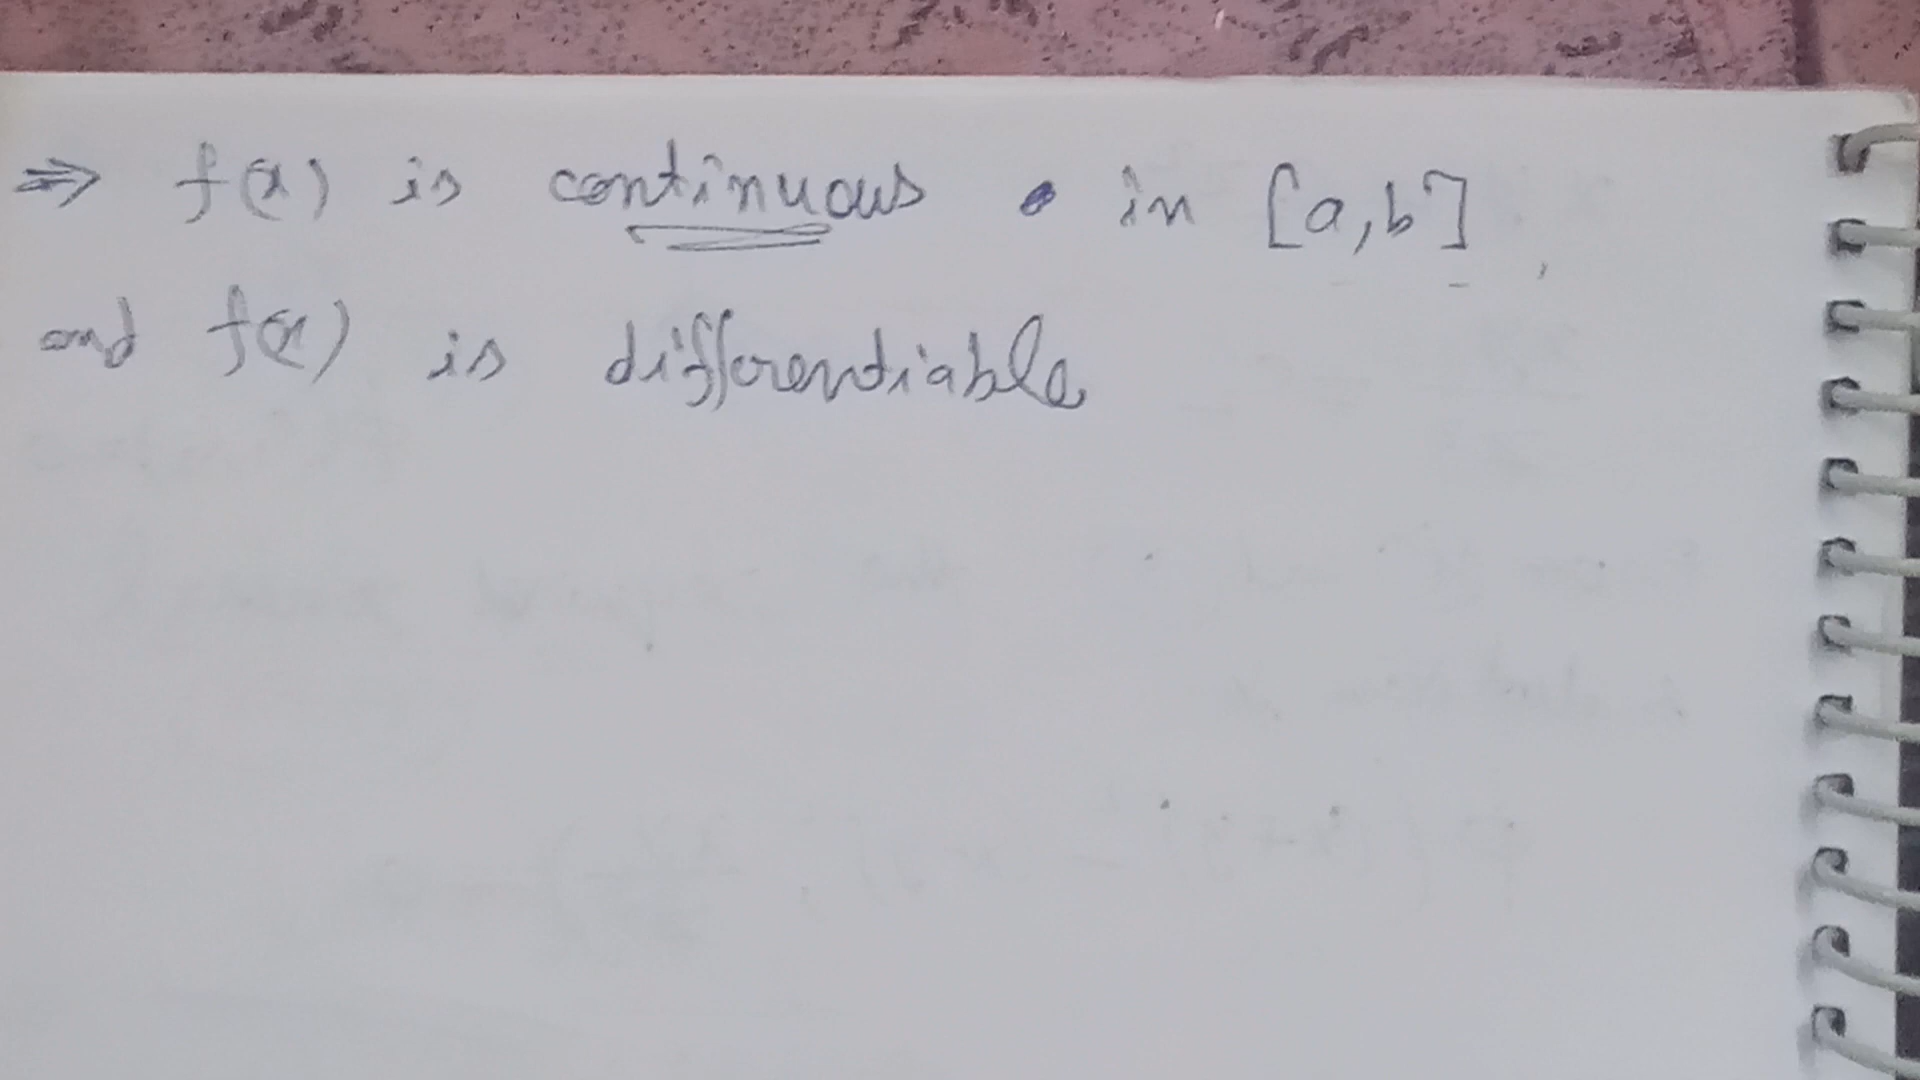 ⇒ f(x) is continuous in [a,b]
and f(x) is differentiable